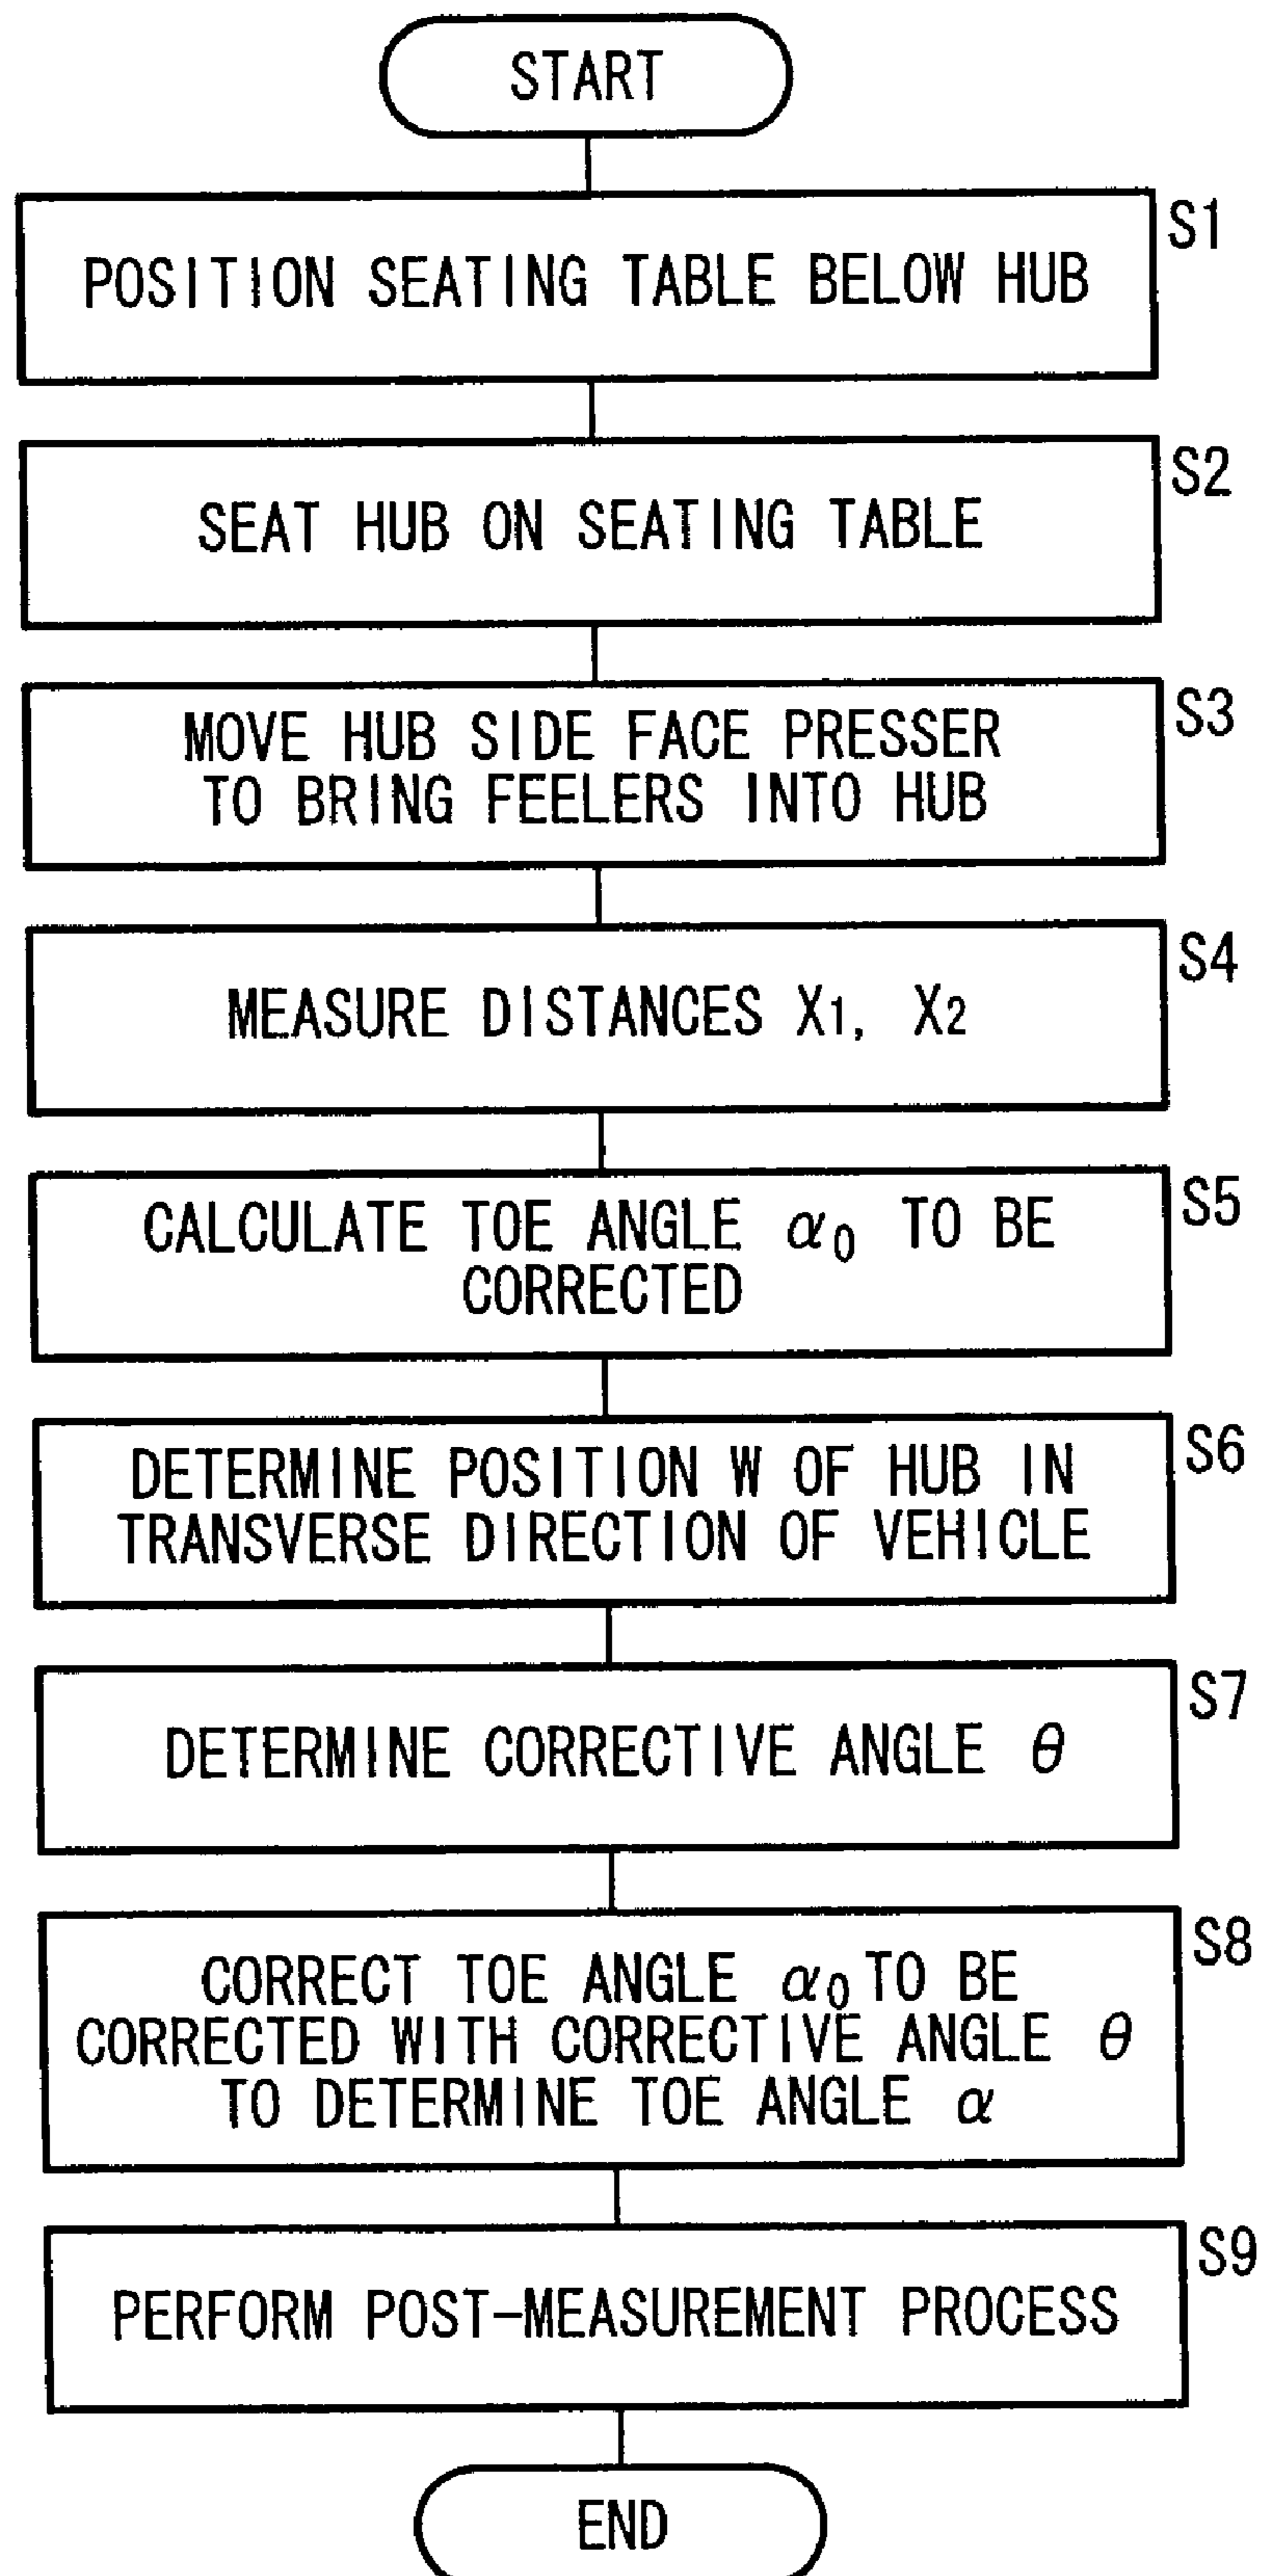 START
S1
POSITION SEATING TABLE BELOW HUB
S2
SEAT HUB ON SEATING TABLE
S3
MOVE HUB SIDE FACE PRESSER
TO BRING FEELERS INTO HUB
S4
MEASURE DISTANCES X1, X2
S5
CALCULATE TOE ANGLE α0 TO BE
CORRECTED
S6
DETERMINE POSITION W OF HUB IN
TRANSVERSE DIRECTION OF VEHICLE
S7
DETERMINE CORRECTIVE ANGLE θ
S8
CORRECT TOE ANGLE α0 TO BE
CORRECTED WITH CORRECTIVE ANGLE θ
TO DETERMINE TOE ANGLE α
S9
PERFORM POST-MEASUREMENT PROCESS
END